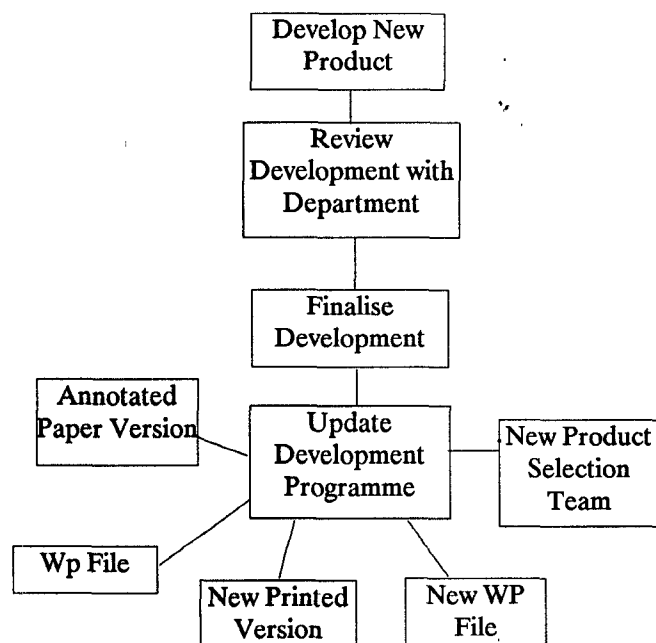 Develop New
Product
Review
Development with
Department
Finalise
Development
Annotated
Paper Version
Update
Development
Programme
New Product
Selection
Team
Wp File
New Printed
Version
New WP
File